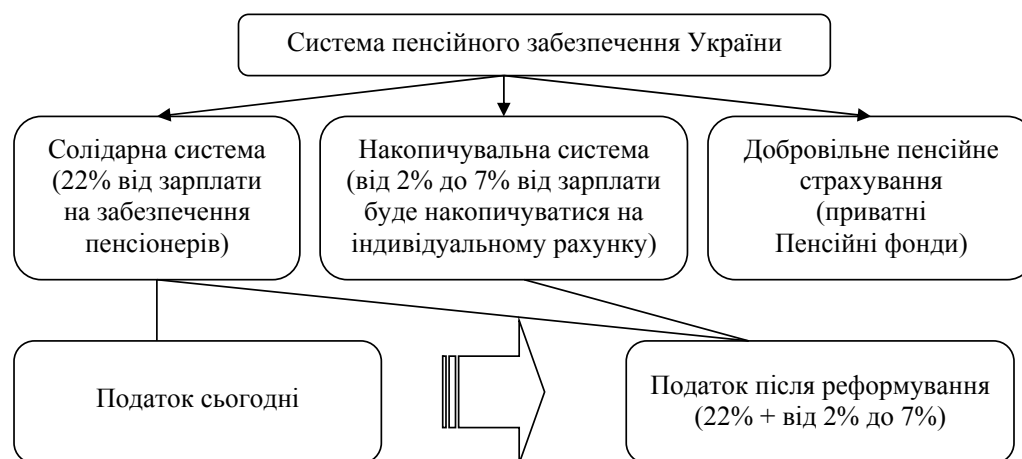 Система пенсійного забезпечення України
Солідарна система
(22% від зарплати
на забезпечення
пенсіонерів)
Накопичувальна система
(від 2% до 7% від зарплати
буде накопичуватися на
індивідуальному рахунку)
Добровільне пенсійне
страхування
(приватні
Пенсійні фонди)
Податок сьогодні
Податок після реформування
(22% + від 2% до 7%)